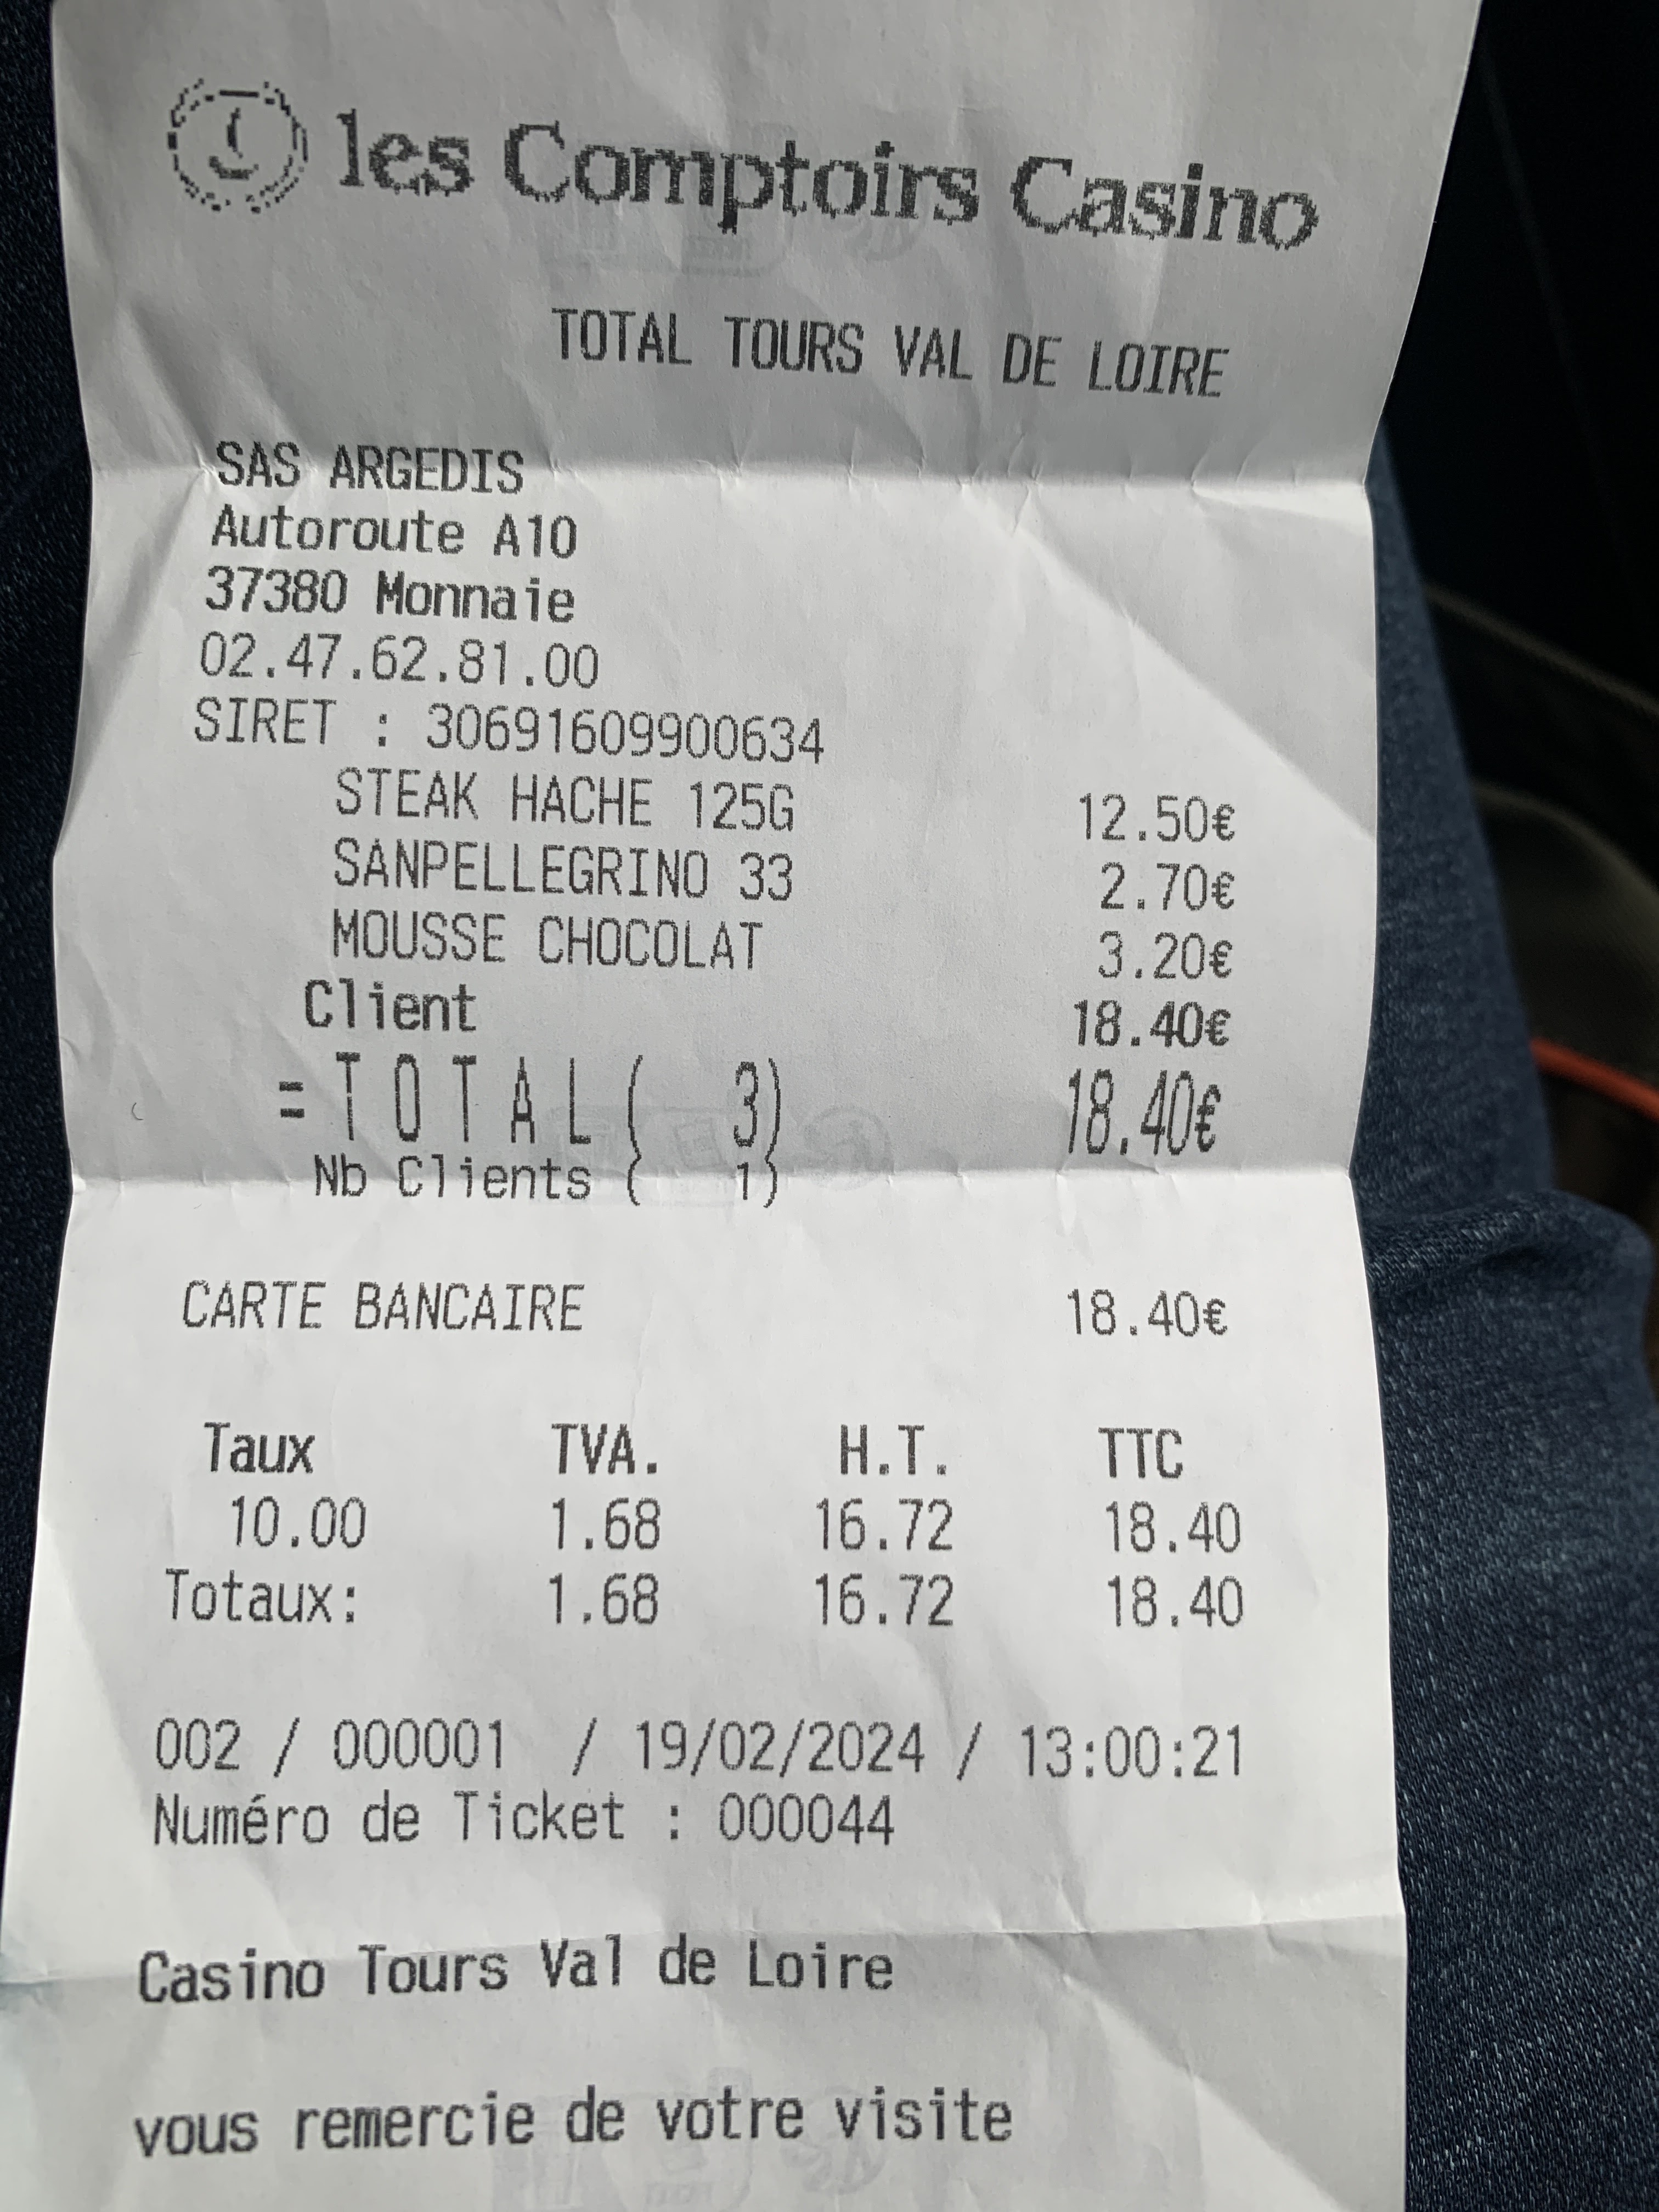 les Comptoirs Casino
TOTAL TOURS VAL DE LOIRE
SAS ARGEDIS
Autoroute A10
37380 Monnaie
02.47.62.81.00
SIRET : 30691609900634
STEAK HACHE 125G 12.50€
SANPELLEGRINO 33 2.70€
MOUSSE CHOCOLAT 3.20€
Client 18.40€
=TOTAL( 3) 18.40€
Nb Clients ( 1)
CARTE BANCAIRE 18.40€
Taux TVA. H.T. TTC
10.00 1.68 16.72 18.40
Totaux: 1.68 16.72 18.40
002 / 000001 / 19/02/2024 / 13:00:21
Numéro de Ticket : 000044
Casino Tours Val de Loire
vous remercie de votre visite